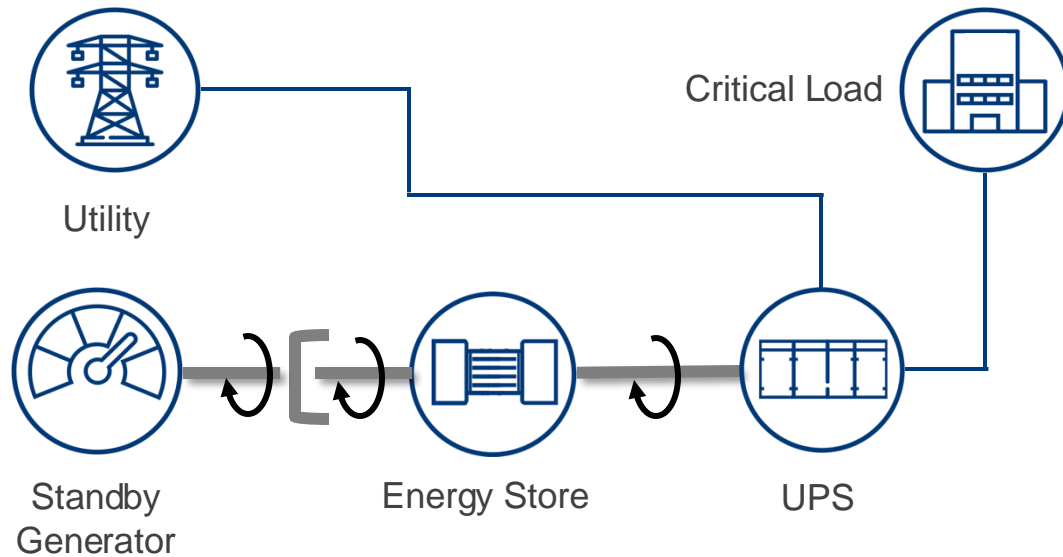 Critical Load
Utility
Standby
Generator
Energy Store
UPS